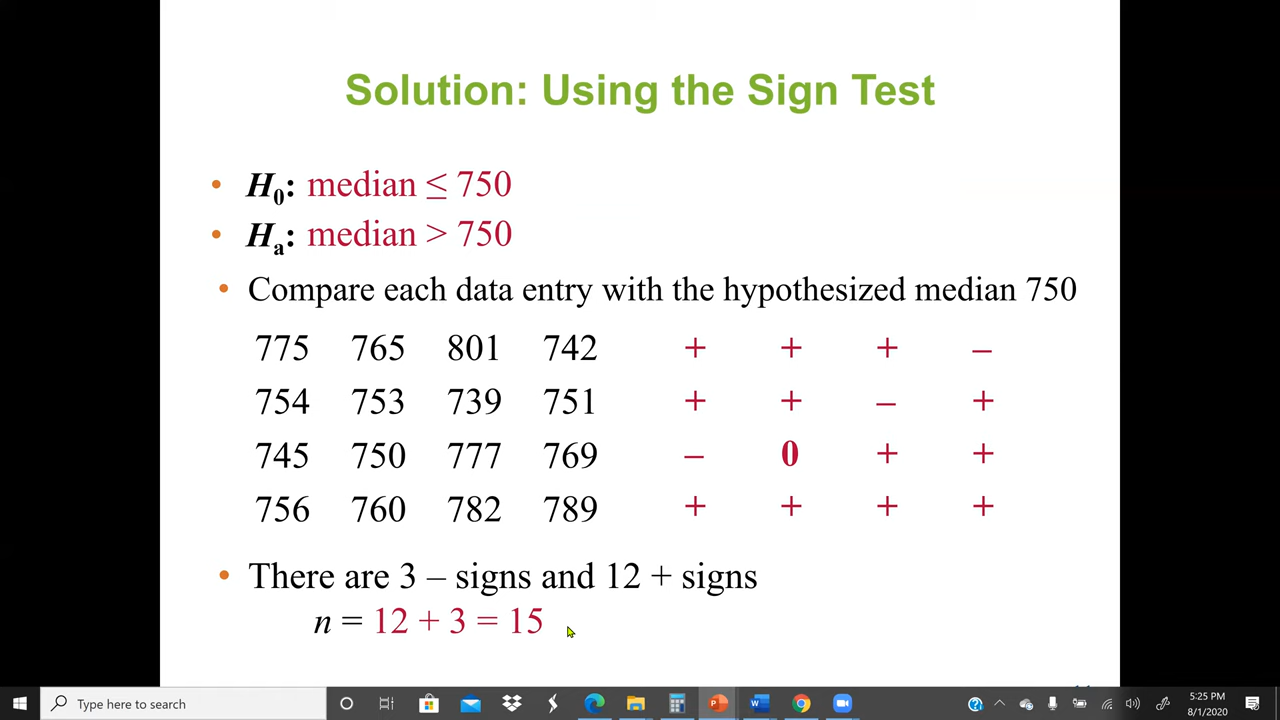 Solution: Using the Sign Test
• H0: median ≤ 750
• Ha: median > 750
• Compare each data entry with the hypothesized median 750
775 765 801 742 + + + –
754 753 739 751 + + – +
745 750 777 769 – 0 + +
756 760 782 789 + + + +
• There are 3 – signs and 12 + signs
n = 12 + 3 = 15
Type here to search
5:25 PM
8/1/2020